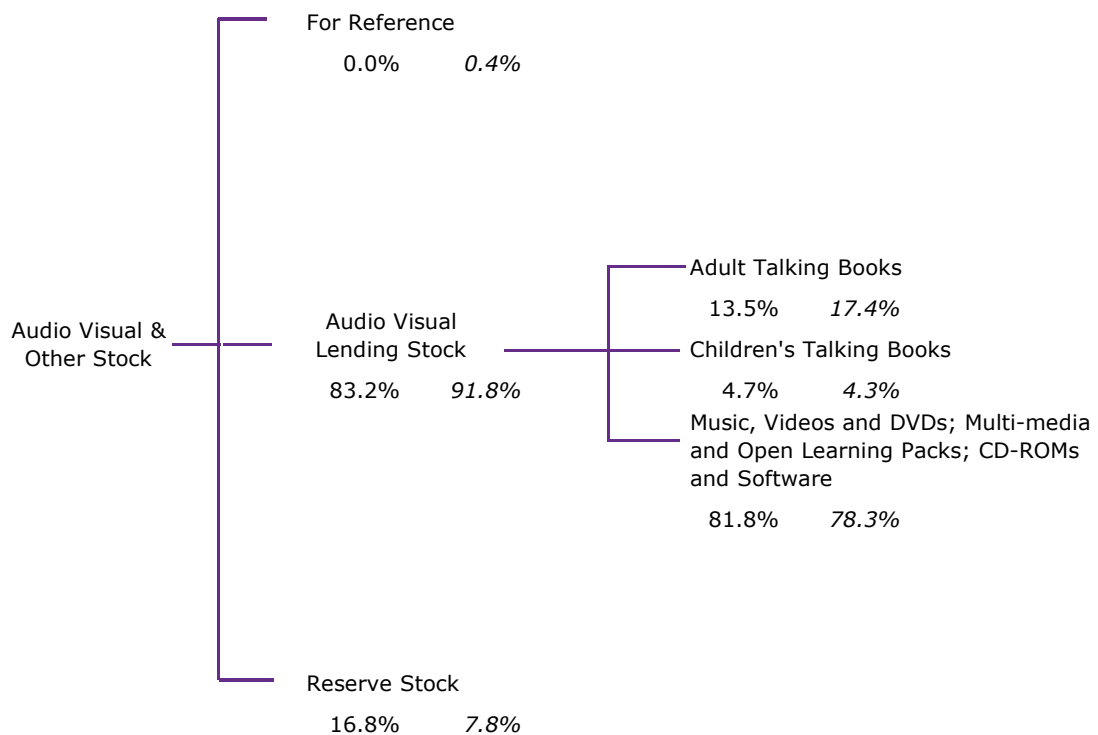 For Reference
0.0% 0.4%
Audio Visual &
Other Stock
Audio Visual
Lending Stock
83.2% 91.8%
Adult Talking Books
13.5% 17.4%
Children's Talking Books
4.7% 4.3%
Music, Videos and DVDs; Multi-media
and Open Learning Packs; CD-ROMs
and Software
81.8% 78.3%
Reserve Stock
16.8% 7.8%